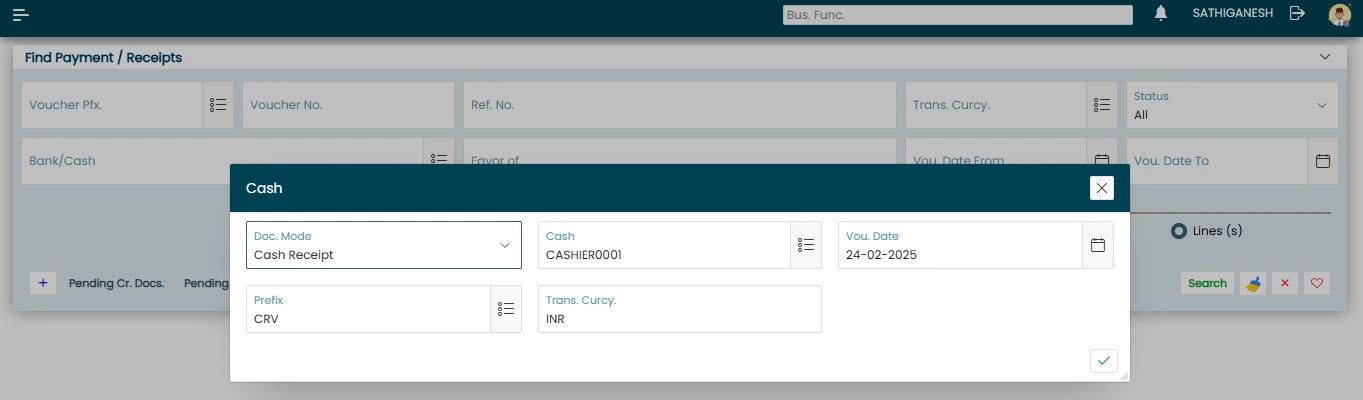 Bus. Func.
SATHIGANESH
Find Payment / Receipts
Voucher Pfx.
Voucher No.
Ref. No.
Trans. Curcy.
Status
All
Bank/Cash
Favor of
Vou. Date From
Vou. Date To
Cash
Doc. Mode
Cash Receipt
Cash
CASHIER0001
Vou. Date
24-02-2025
Lines (s)
Pending Cr. Docs.
Pending
Search
Prefix
CRV
Trans. Curcy.
INR